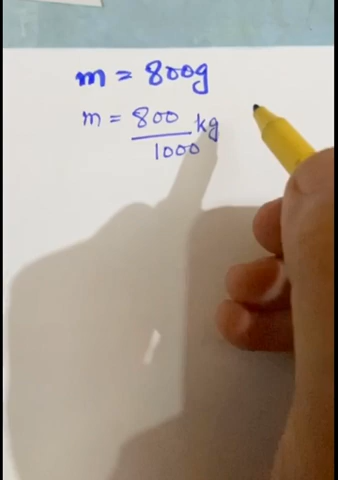 m = 800g
m = 800/1000 kg